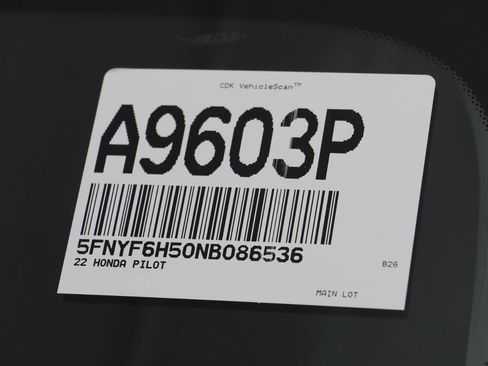 CDK VehicleScan™
A9603P
5FNYF6H50NB086536
22 HONDA PILOT
B26
MAIN LOT